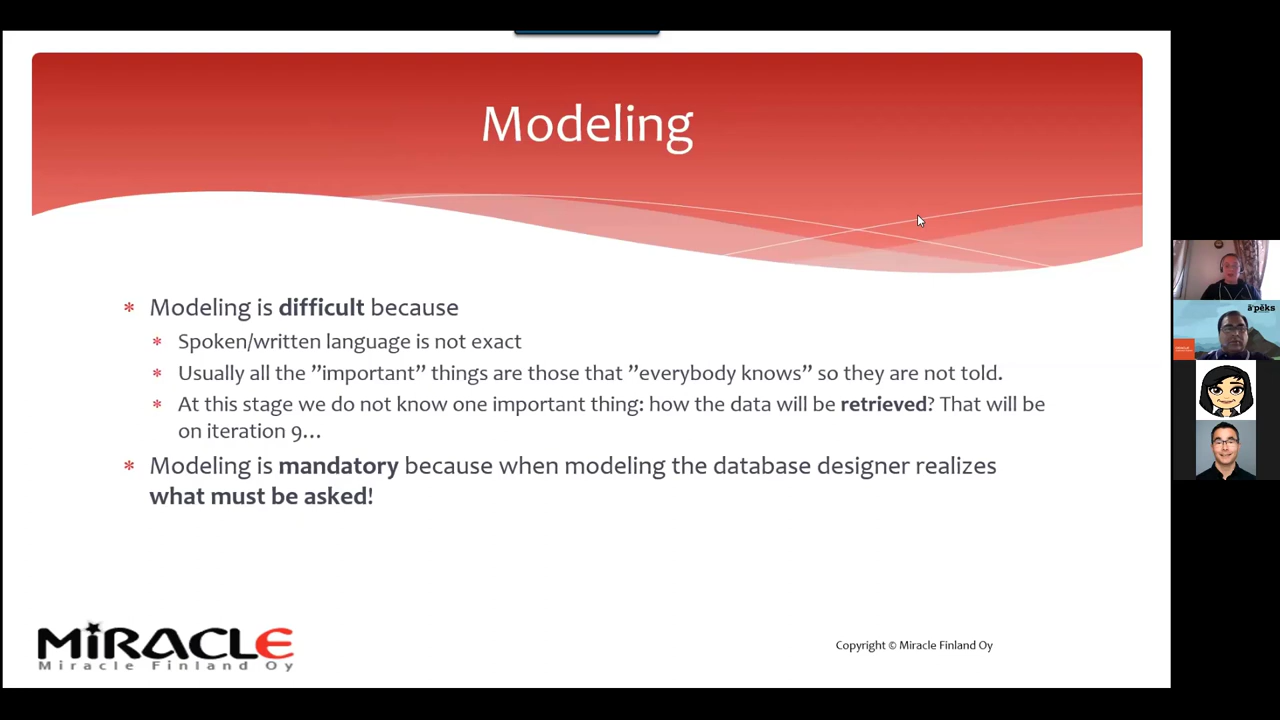 Modeling
* Modeling is difficult because
* Spoken/written language is not exact
* Usually all the ”important” things are those that ”everybody knows” so they are not told.
* At this stage we do not know one important thing: how the data will be retrieved? That will be
on iteration 9...
* Modeling is mandatory because when modeling the database designer realizes
what must be asked!
MiRACLE
Miracle Finland Oy
Copyright © Miracle Finland Oy
āʹpěks